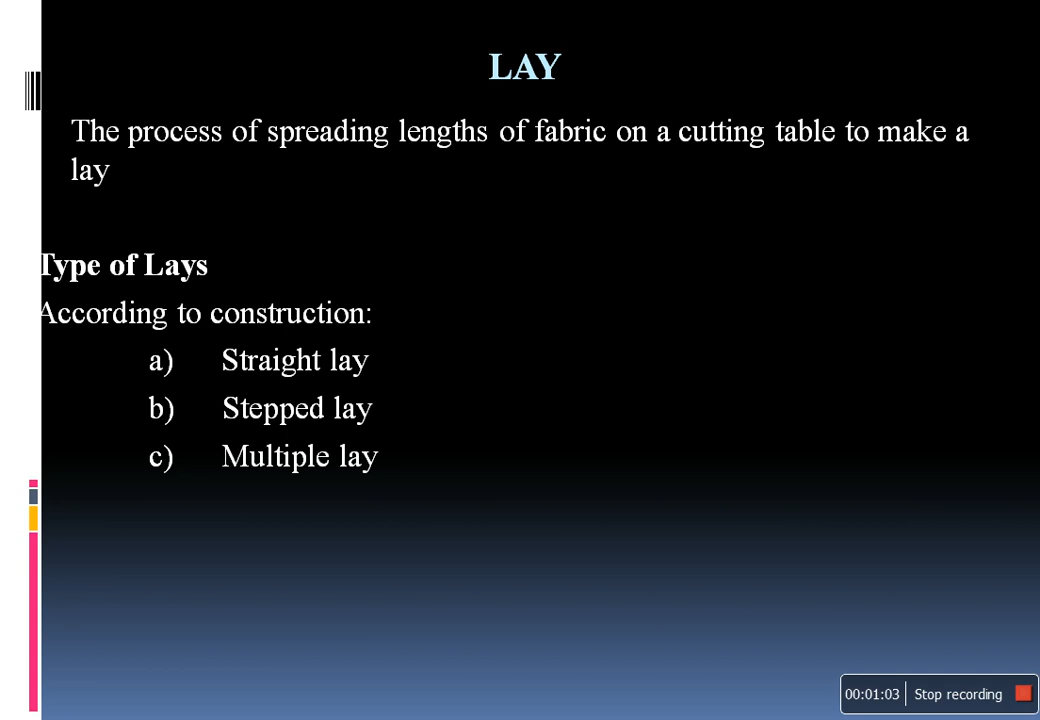 LAY
The process of spreading lengths of fabric on a cutting table to make a
lay
Type of Lays
According to construction:
a) Straight lay
b) Stepped lay
c) Multiple lay
00:01:03 Stop recording